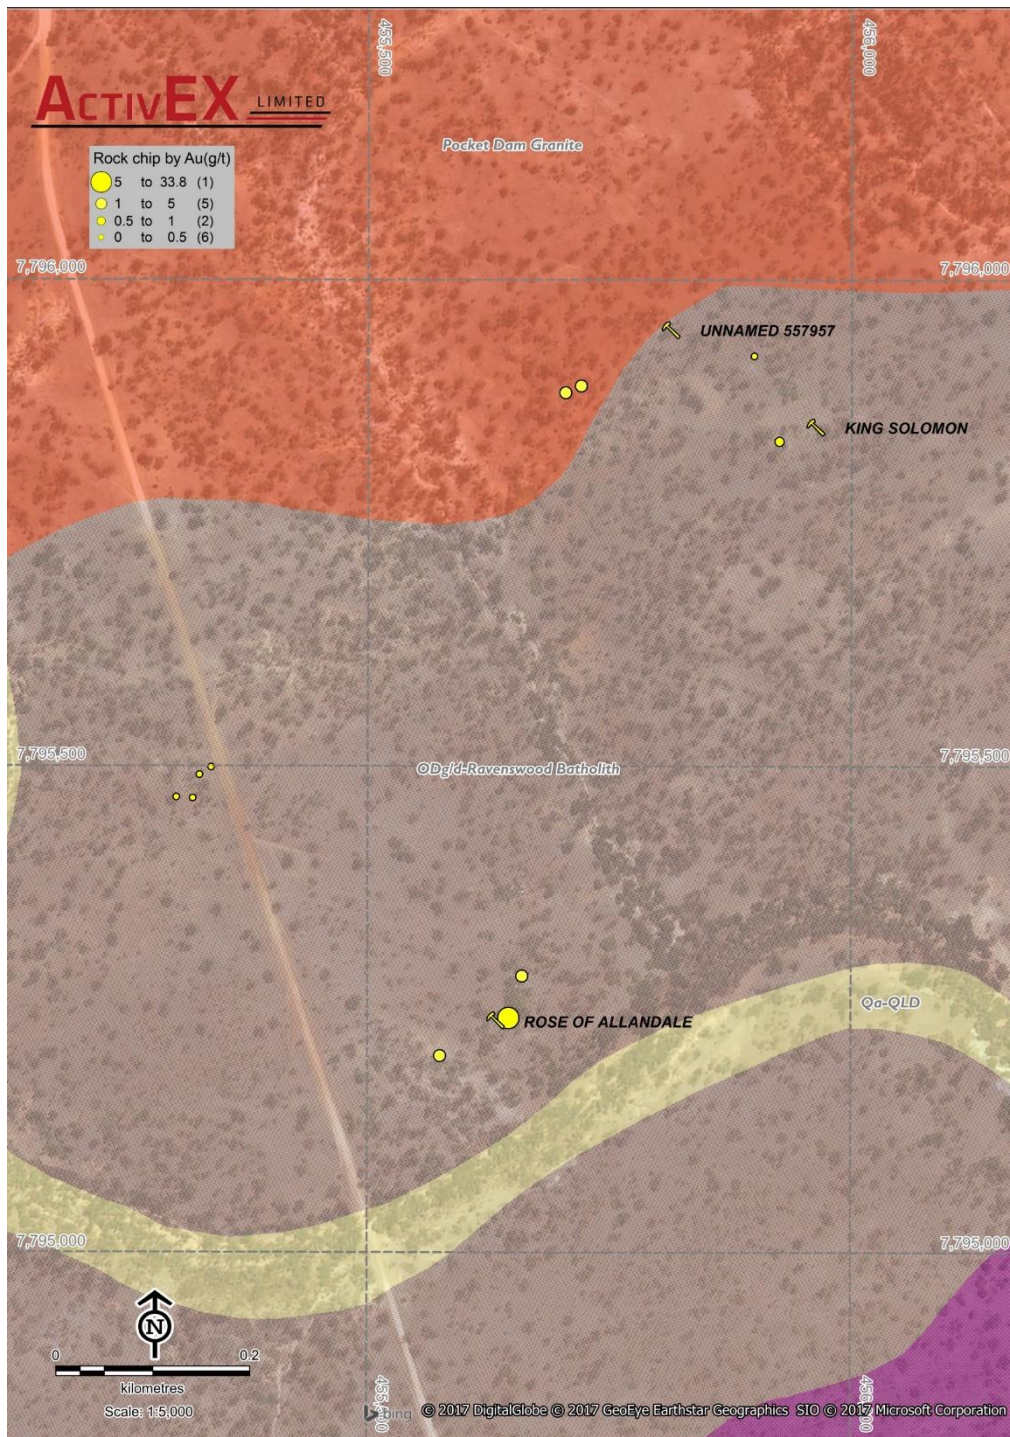 455,500
456,000
ACTIVEX LIMITED
Pocket Dam Granite
Rock chip by Au(g/t)
5 to 33.8 (1)
1 to 5 (5)
0.5 to 1 (2)
0 to 0.5 (6)
7,796,000
7,796,000
UNNAMED 557957
KING SOLOMON
7,795,500
7,795,500
ODg/d-Ravenswood Batholith
Qa-QLD
ROSE OF ALLANDALE
7,795,000
7,795,000
N
0 0.2
kilometres
Scale: 1:5,000
bing © 2017 DigitalGlobe © 2017 GeoEye Earthstar Geographics SIO © 2017 Microsoft Corporation